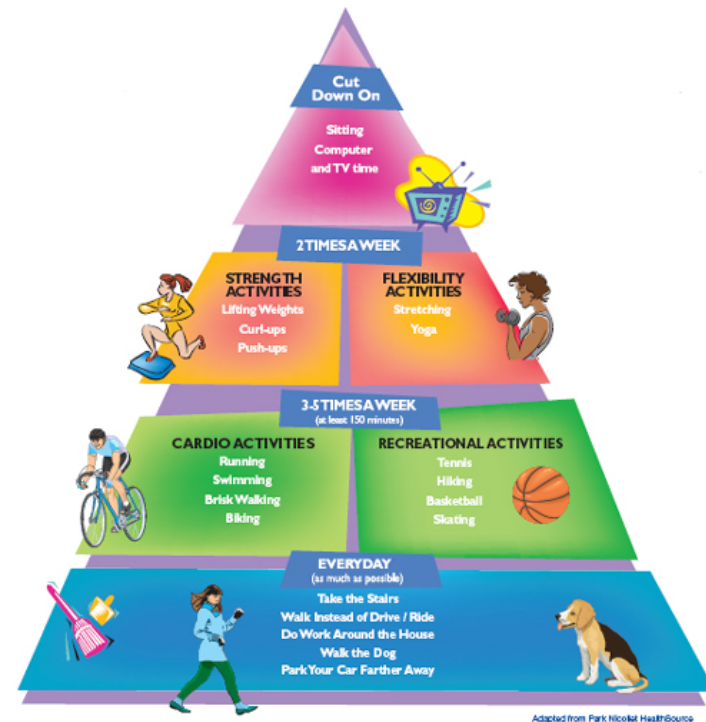 Cut
Down On
Sitting
Computer
and TV time
2 TIMES A WEEK
STRENGTH
ACTIVITIES
Lifting Weights
Curl-ups
Push-ups
FLEXIBILITY
ACTIVITIES
Stretching
Yoga
3-5 TIMES A WEEK
(at least 150 minutes)
CARDIO ACTIVITIES
Running
Swimming
Brisk Walking
Biking
RECREATIONAL ACTIVITIES
Tennis
Hiking
Basketball
Skating
EVERYDAY
(as much as possible)
Take the Stairs
Walk Instead of Drive / Ride
Do Work Around the House
Walk the Dog
Park Your Car Farther Away
Adapted from Park Nicollet HealthSource